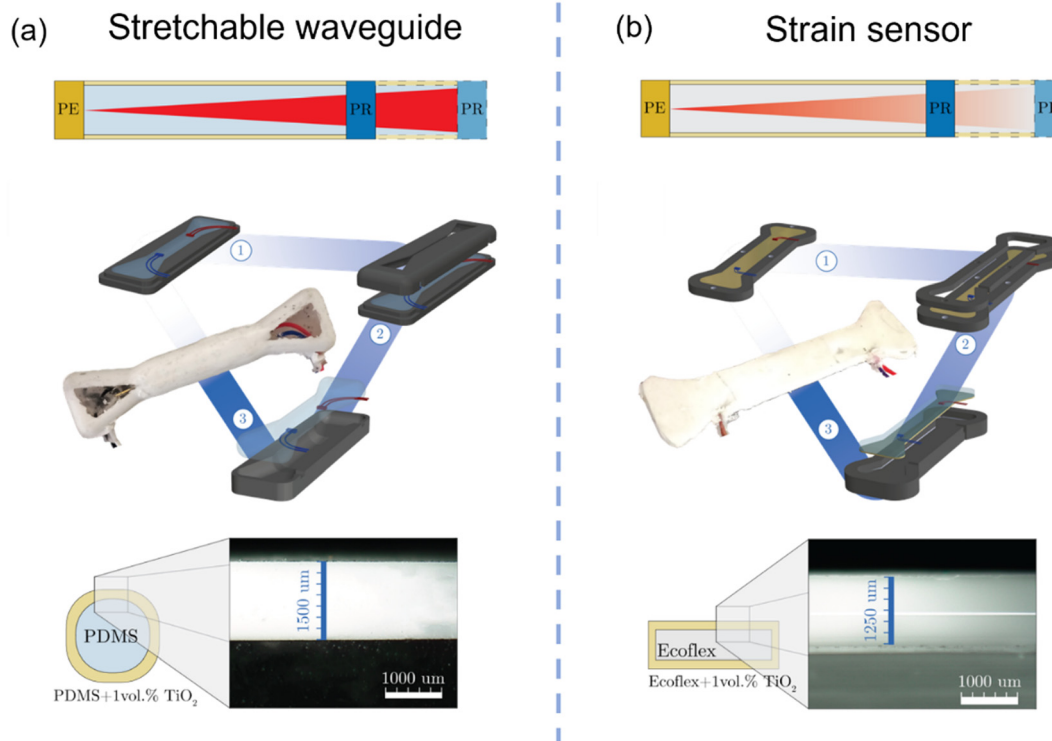 (a) Stretchable waveguide
PE
PR
PR
1
2
3
1500 um
PDMS
1000 um
PDMS+1vol.% TiO₂
(b) Strain sensor
PE
PR
PR
1
2
3
1250 um
Ecoflex
1000 um
Ecoflex+1vol.% TiO₂